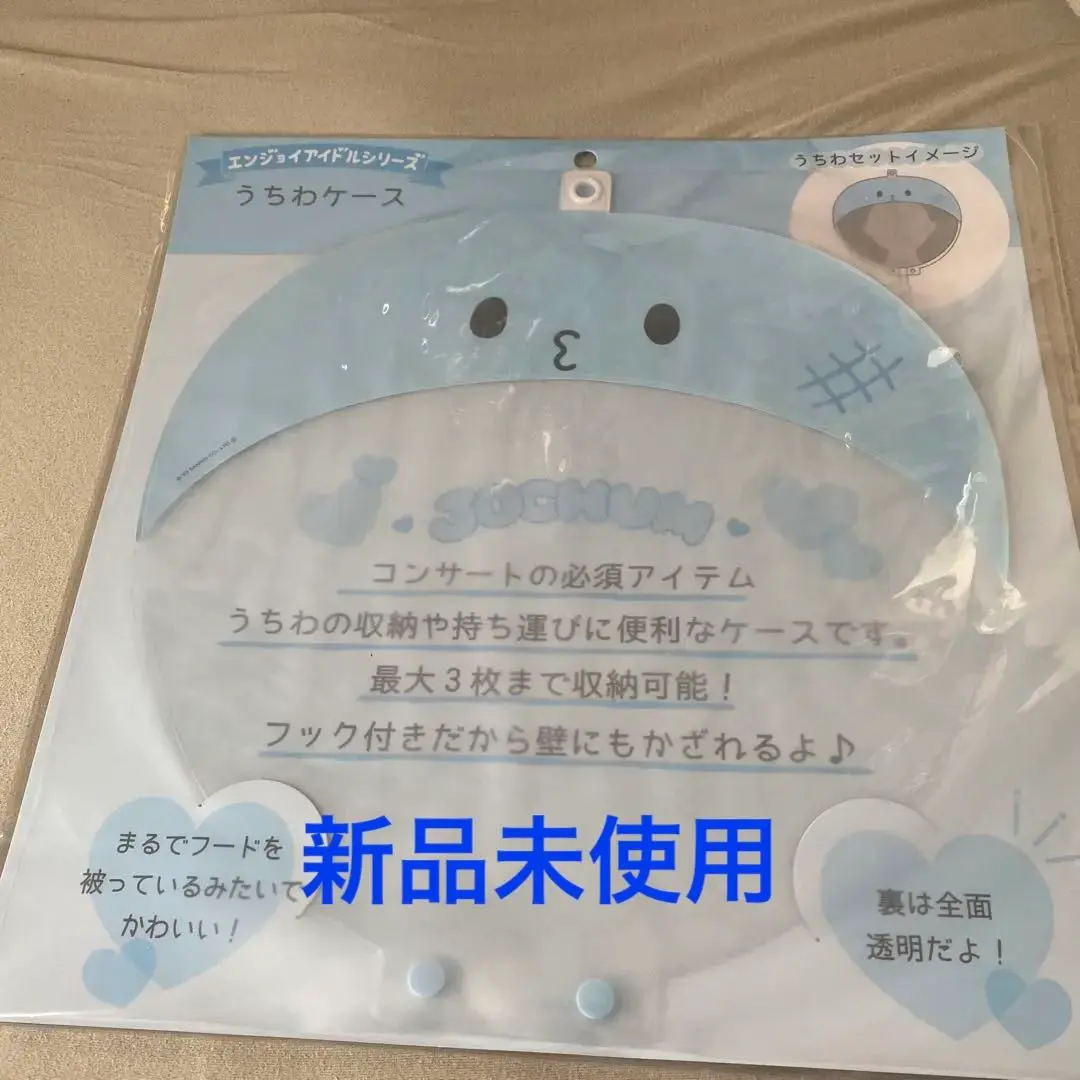 エンジョイアイドルシリーズ
うちわケース
うちわセットイメージ
JOCHUM
コンサートの必須アイテム
うちわの収納や持ち運びに便利なケースです。
最大3枚まで収納可能!
フック付きだから壁にもかざれるよ♪
まるでフードを
被っているみたいで
かわいい!
新品未使用
裏は全面
透明だよ!